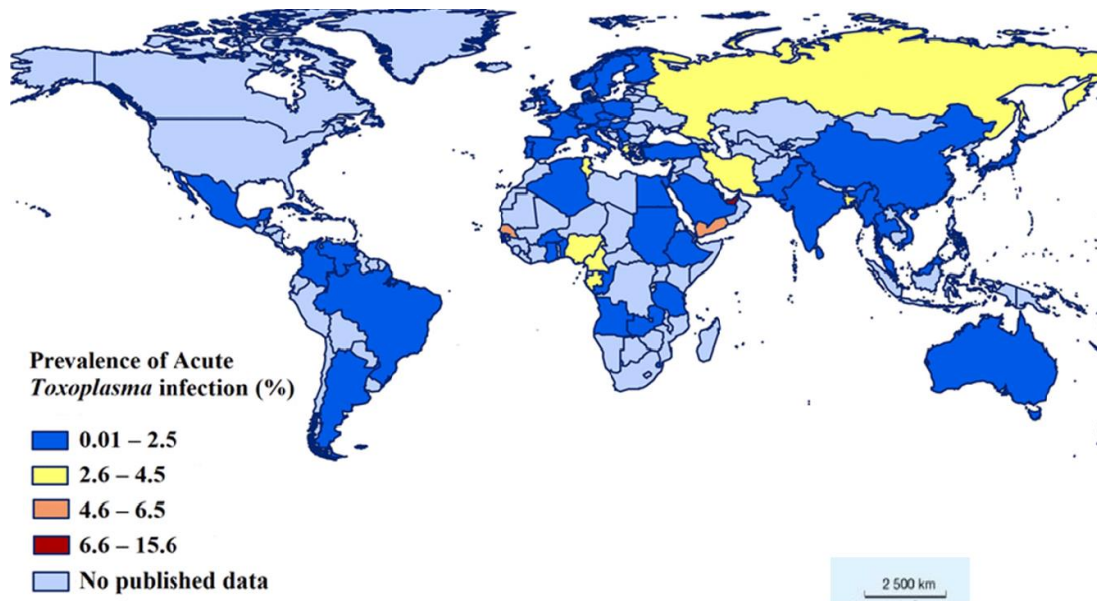 Prevalence of Acute
Toxoplasma infection (%)
0.01 – 2.5
2.6 – 4.5
4.6 – 6.5
6.6 – 15.6
No published data
2 500 km